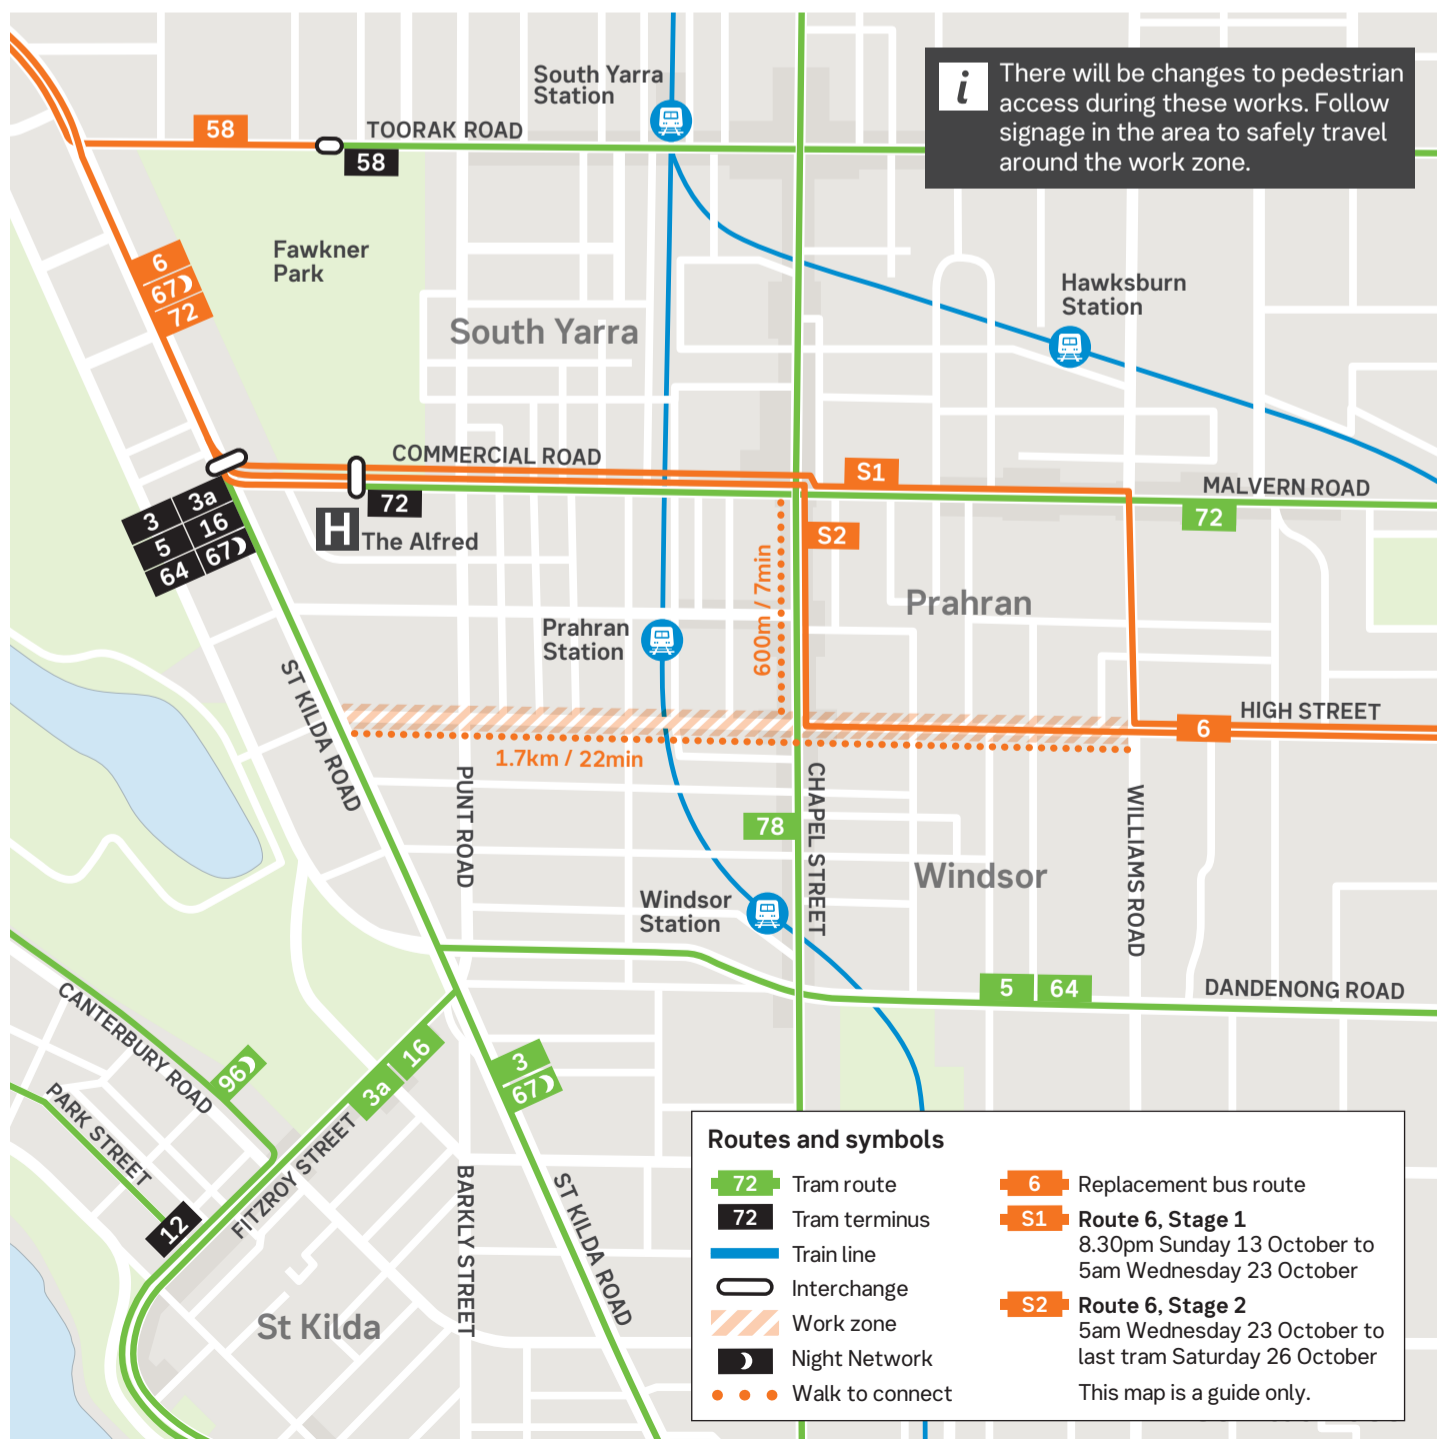 South Yarra
Station
i
There will be changes to pedestrian
access during these works. Follow
signage in the area to safely travel
around the work zone.
58
TOORAK ROAD
58
Fawkner
Park
6
67
72
South Yarra
Hawksburn
Station
COMMERCIAL ROAD
S1
MALVERN ROAD
72
72
3 3a
5 16
64 67
H
The Alfred
S2
600m / 7min
Prahran
Prahran
Station
ST KILDA ROAD
HIGH STREET
6
1.7km / 22min
PUNT ROAD
CHAPEL STREET
78
WILLIAMS ROAD
Windsor
Windsor
Station
5 64
DANDENONG ROAD
CANTERBURY ROAD
96
PARK STREET
3a 16
3
67
FITZROY STREET
12
BARKLY STREET
ST KILDA ROAD
St Kilda
Routes and symbols
72 Tram route
72 Tram terminus
Train line
Interchange
Work zone
Night Network
Walk to connect
6 Replacement bus route
S1 Route 6, Stage 1
8.30pm Sunday 13 October to
5am Wednesday 23 October
S2 Route 6, Stage 2
5am Wednesday 23 October to
last tram Saturday 26 October
This map is a guide only.